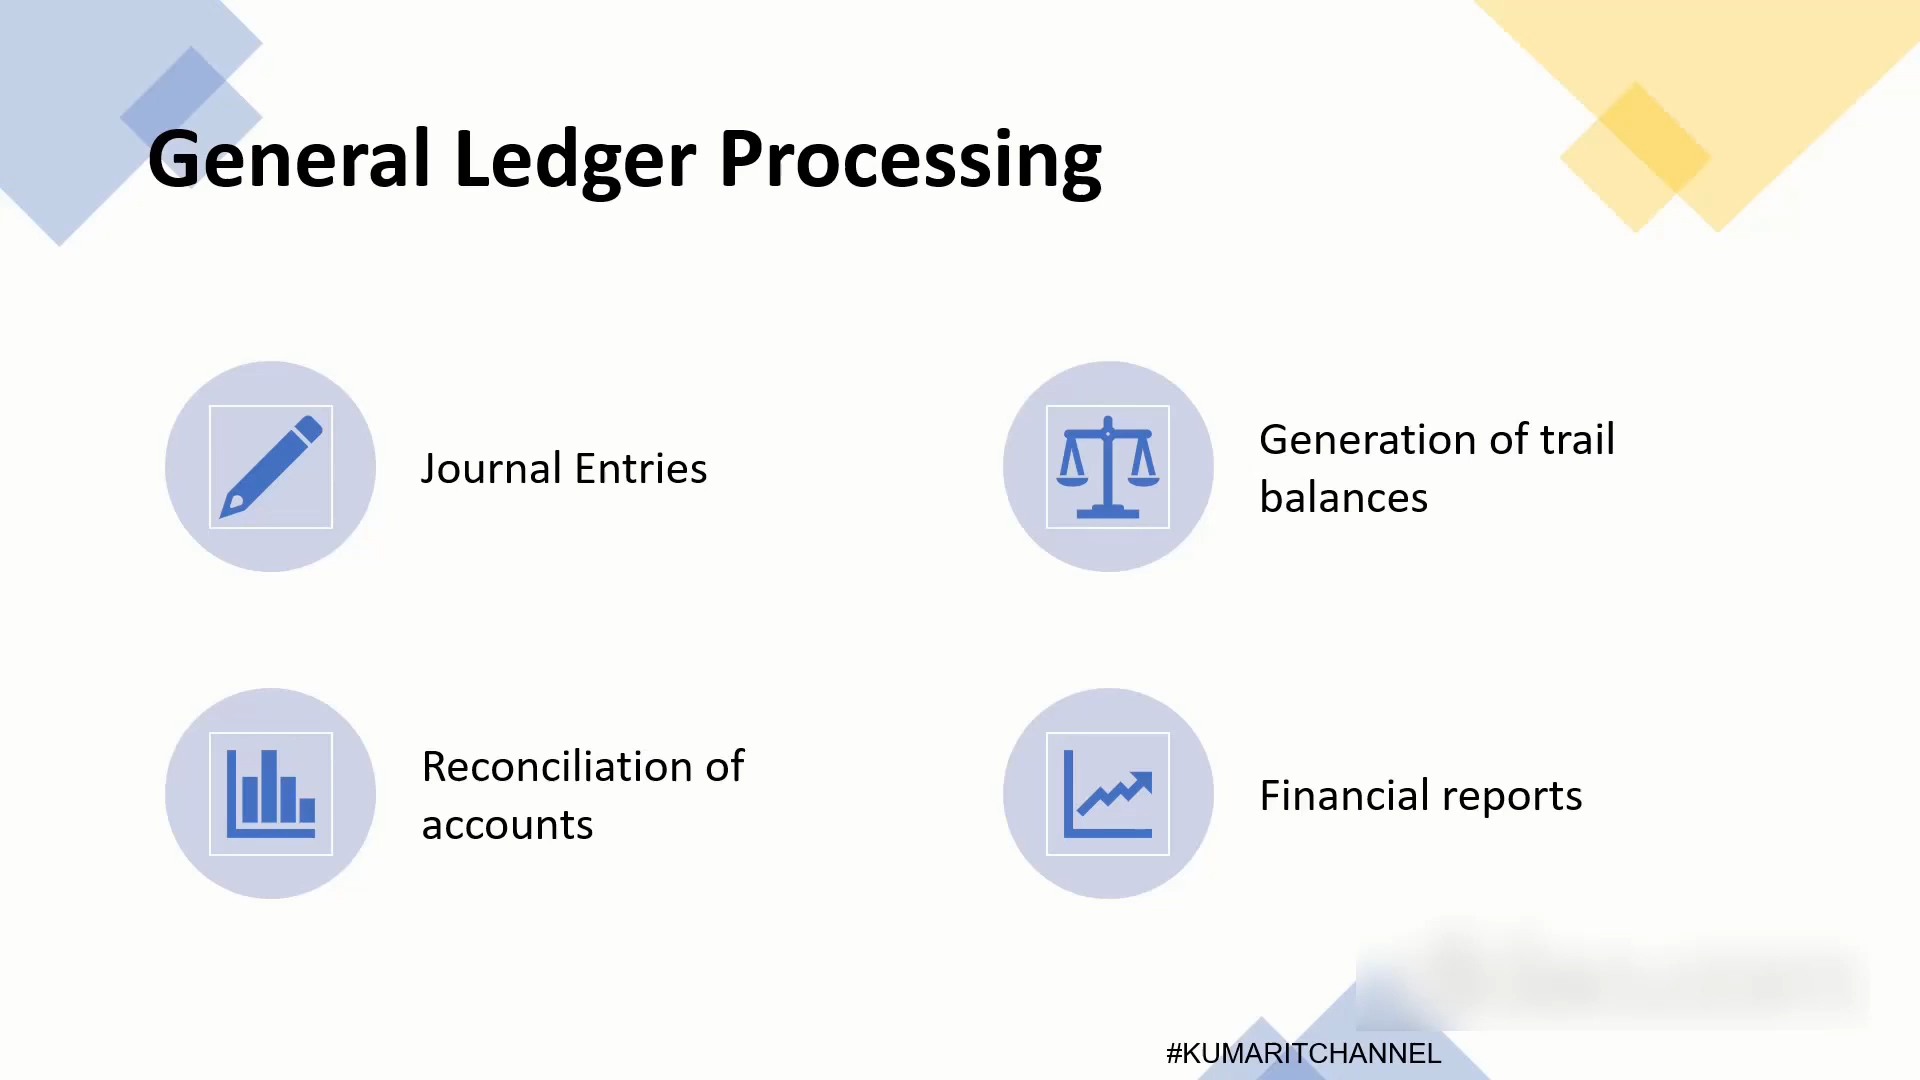 General Ledger Processing
Journal Entries
Generation of trail
balances
Reconciliation of
accounts
Financial reports
#KUMARITCHANNEL